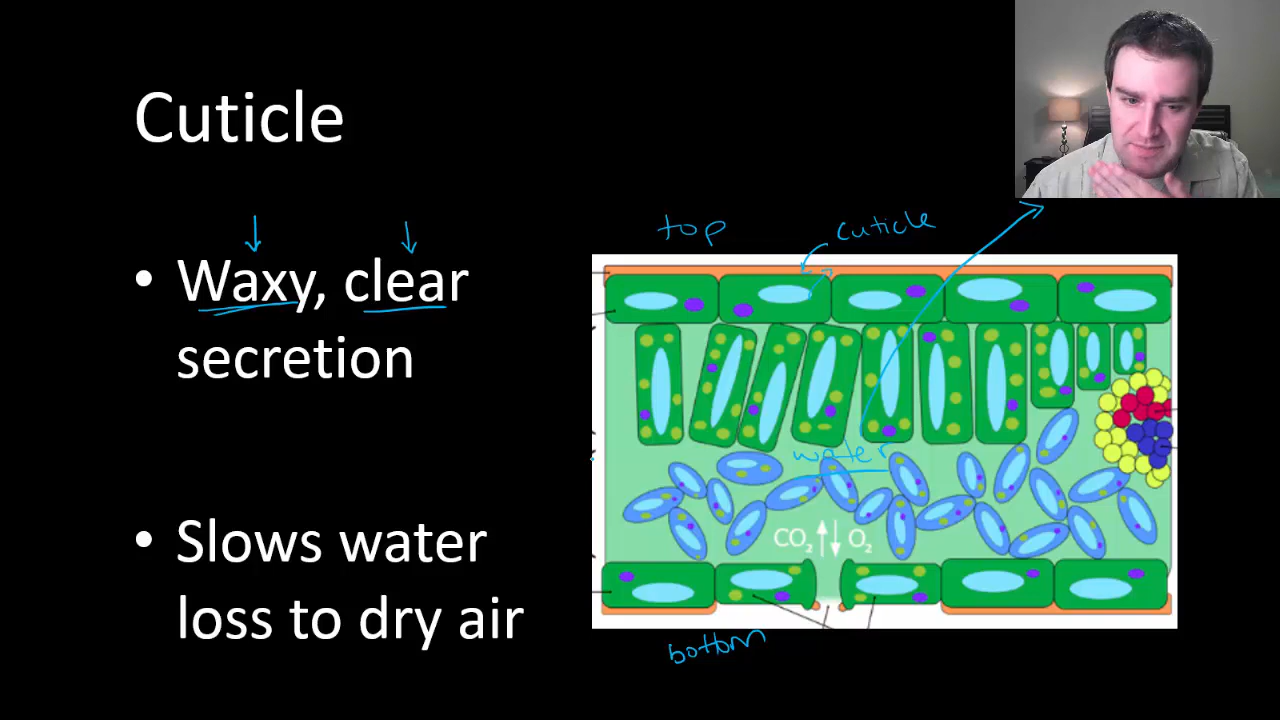 Cuticle
• Waxy, clear
secretion
• Slows water
loss to dry air
top
cuticle
water
CO₂ O₂
bottom